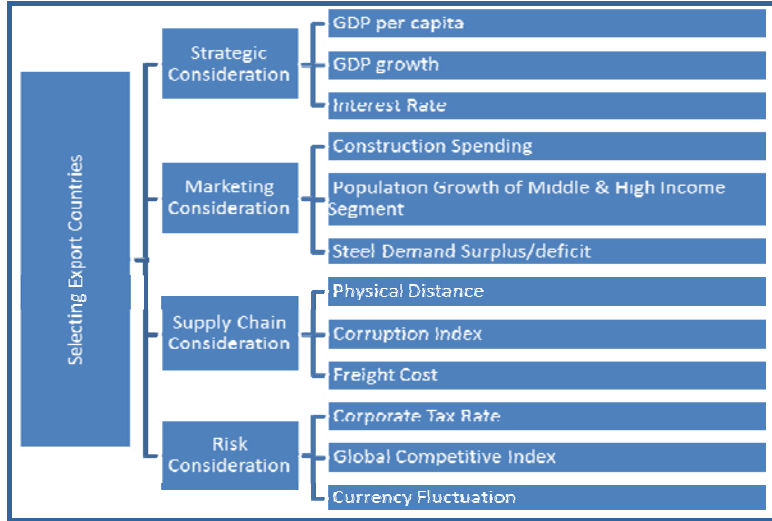 Selecting Export Countries
Strategic
Consideration
GDP per capita
GDP growth
Interest Rate
Marketing
Consideration
Construction Spending
Population Growth of Middle & High Income
Segment
Steel Demand Surplus/deficit
Supply Chain
Consideration
Physical Distance
Corruption Index
Freight Cost
Risk
Consideration
Corporate Tax Rate
Global Competitive Index
Currency Fluctuation